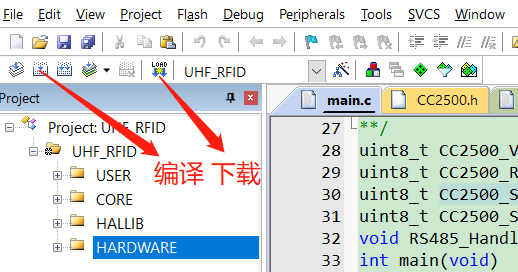 View Project Flash Debug Peripherals Tools SVCS Window
LOAD
UHF_RFID
Project
main.c
CC2500.h
Project: UHF_RFID
UHF_RFID
USER
CORE
HALLIB
HARDWARE
编译 下载
27 **/
28 uint8_t CC2500_V
29 uint8_t CC2500_R
30 uint8_t CC2500_S
31 uint8_t CC2500_S
32 void RS485_Handl
33 int main(void)